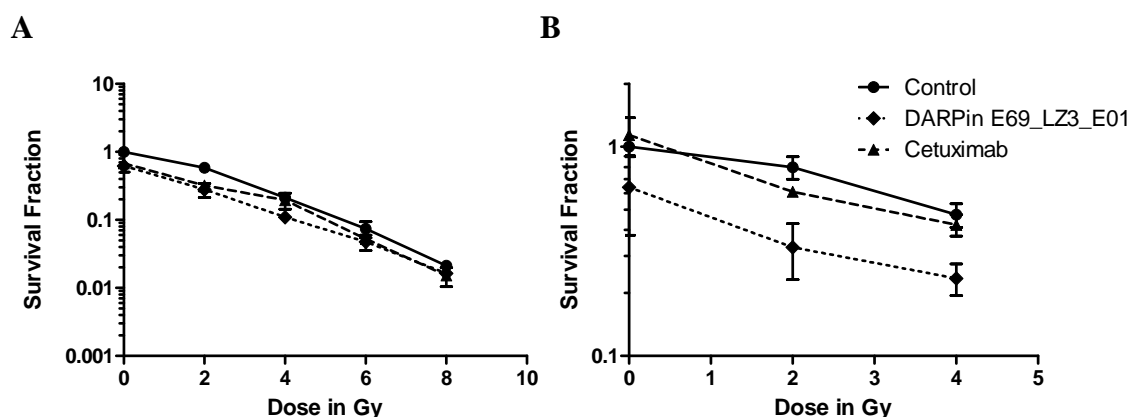 A
B
10
1
0.1
0.01
0.001
Survival Fraction
0 2 4 6 8 10
Dose in Gy
1
0.1
Survival Fraction
0 1 2 3 4 5
Dose in Gy
Control
DARPin E69_LZ3_E01
Cetuximab